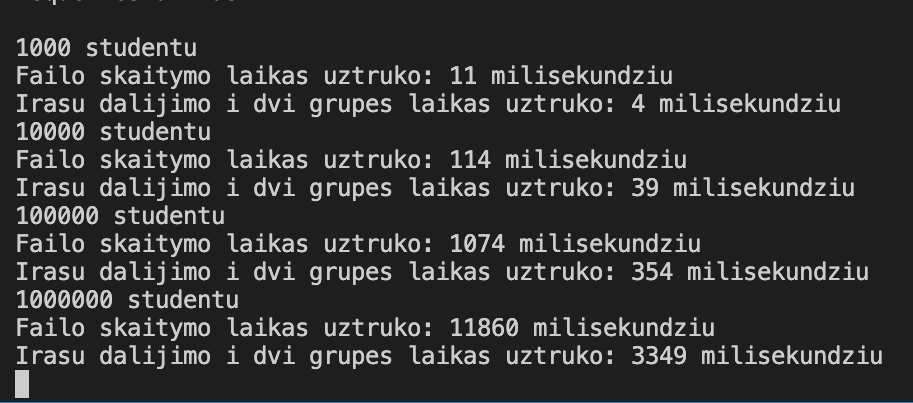 1000 studentu
Failo skaitymo laikas uztruko: 11 milisekundziu
Irasu dalijimo i dvi grupes laikas uztruko: 4 milisekundziu
10000 studentu
Failo skaitymo laikas uztruko: 114 milisekundziu
Irasu dalijimo i dvi grupes laikas uztruko: 39 milisekundziu
100000 studentu
Failo skaitymo laikas uztruko: 1074 milisekundziu
Irasu dalijimo i dvi grupes laikas uztruko: 354 milisekundziu
1000000 studentu
Failo skaitymo laikas uztruko: 11860 milisekundziu
Irasu dalijimo i dvi grupes laikas uztruko: 3349 milisekundziu